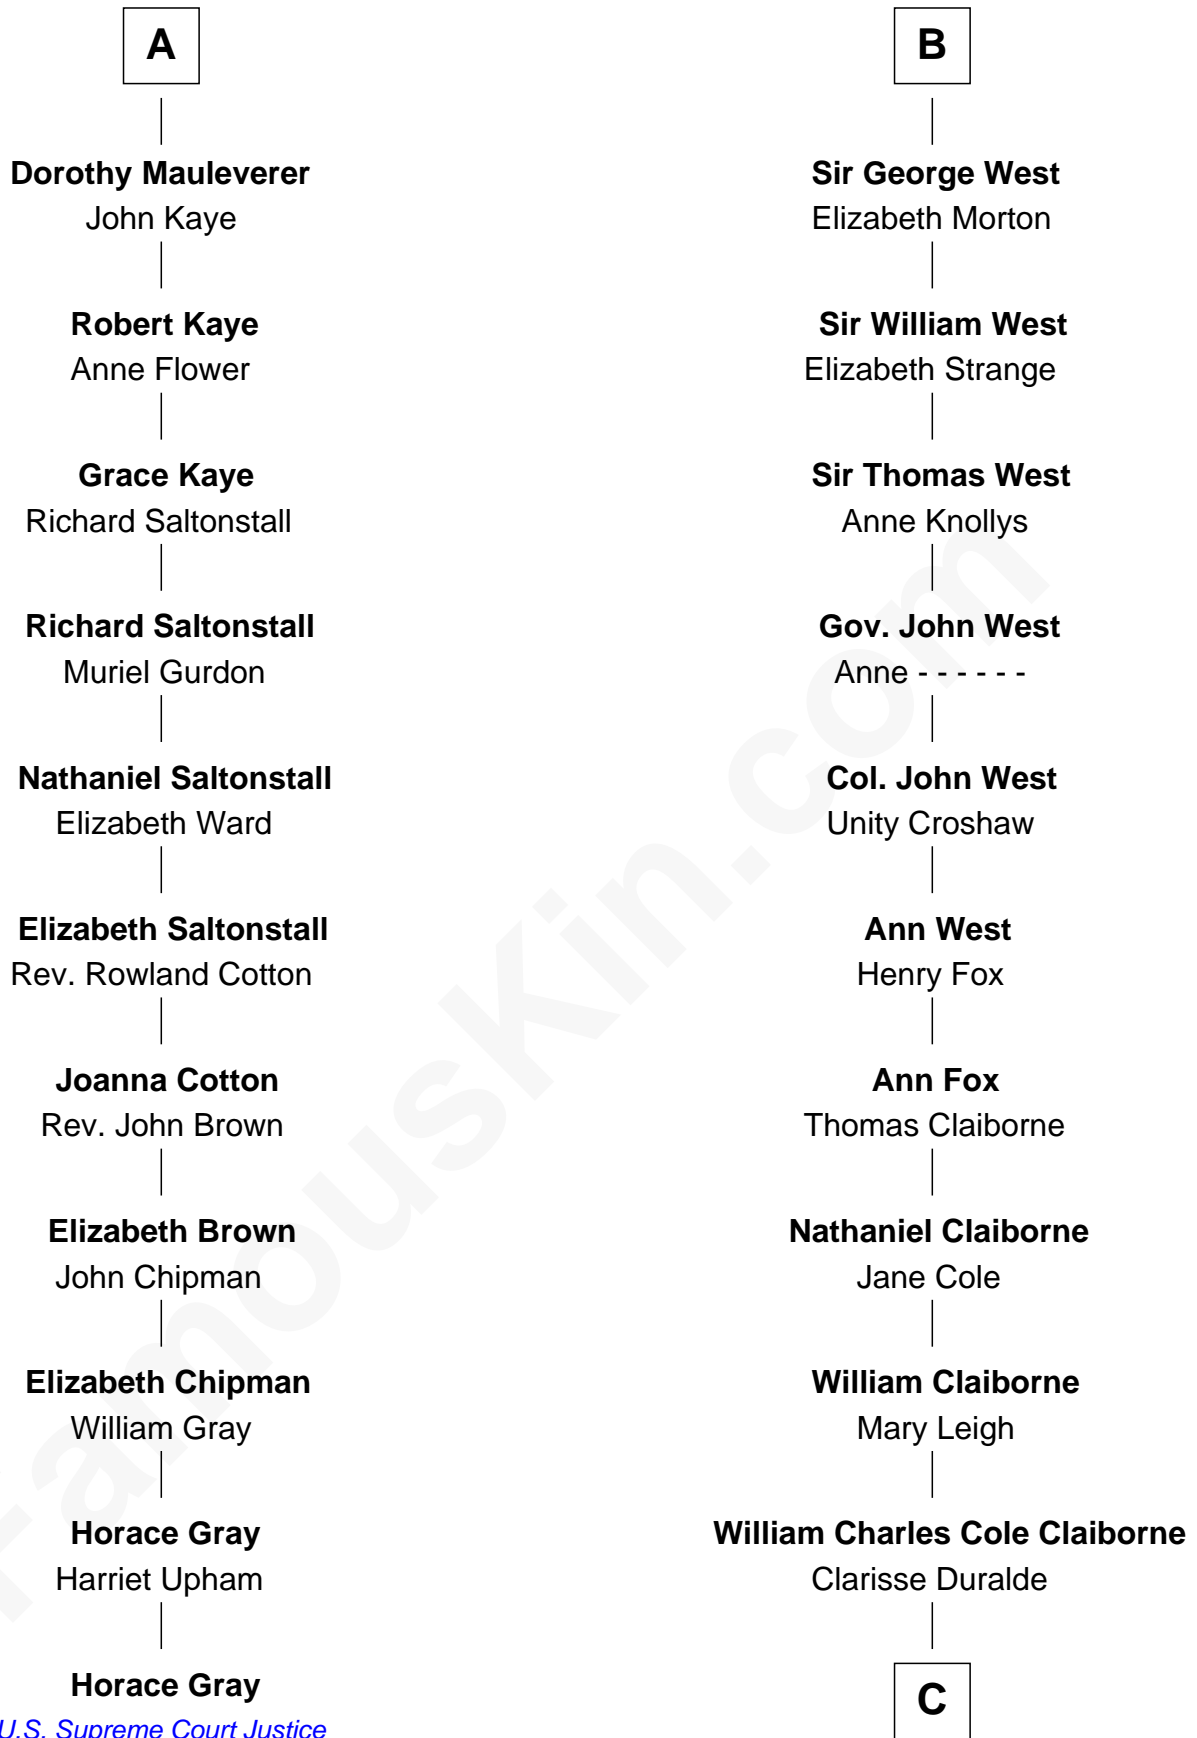 A
Dorothy Mauleverer
John Kaye
Robert Kaye
Anne Flower
Grace Kaye
Richard Saltonstall
Richard Saltonstall
Muriel Gurdon
Nathaniel Saltonstall
Elizabeth Ward
Elizabeth Saltonstall
Rev. Rowland Cotton
Joanna Cotton
Rev. John Brown
Elizabeth Brown
John Chipman
Elizabeth Chipman
William Gray
Horace Gray
Harriet Upham
Horace Gray
U.S. Supreme Court Justice
B
Sir George West
Elizabeth Morton
Sir William West
Elizabeth Strange
Sir Thomas West
Anne Knollys
Gov. John West
Anne - - - - - -
Col. John West
Unity Croshaw
Ann West
Henry Fox
Ann Fox
Thomas Claiborne
Nathaniel Claiborne
Jane Cole
William Claiborne
Mary Leigh
William Charles Cole Claiborne
Clarisse Duralde
C
FamousKin.com